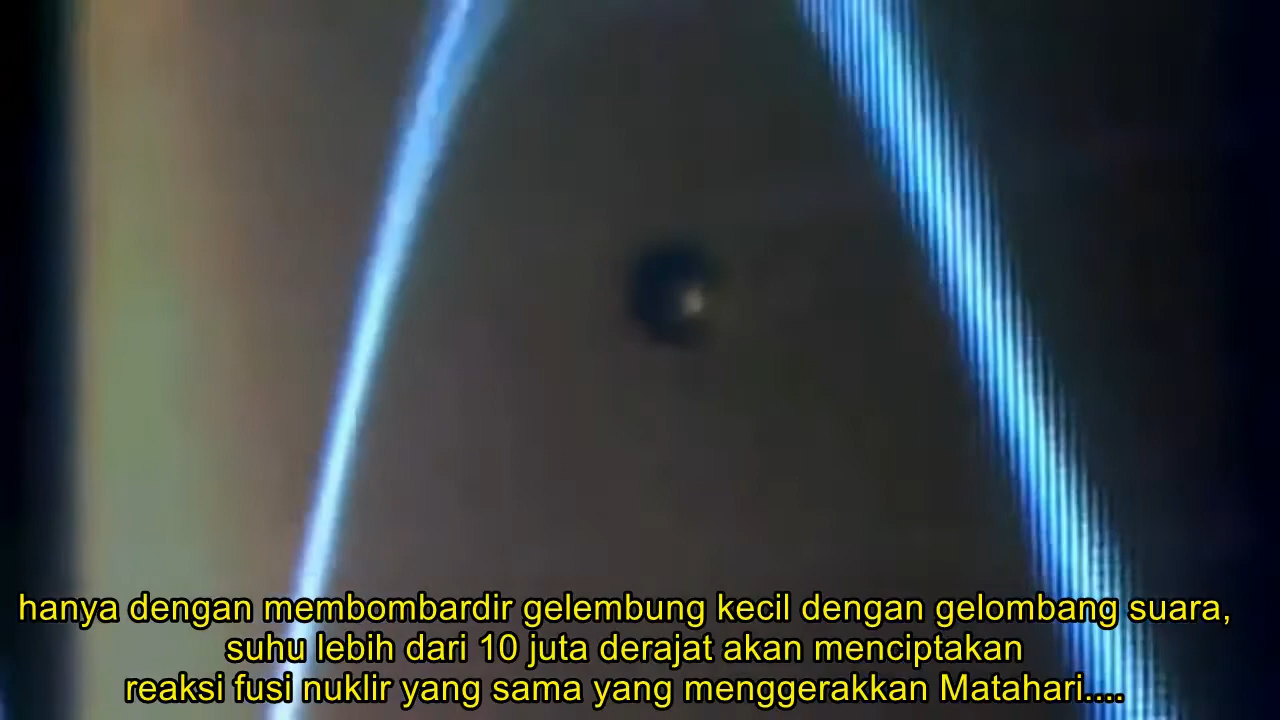 hanya dengan membombardir gelembung kecil dengan gelombang suara,
suhu lebih dari 10 juta derajat akan menciptakan
reaksi fusi nuklir yang sama yang menggerakkan Matahari....